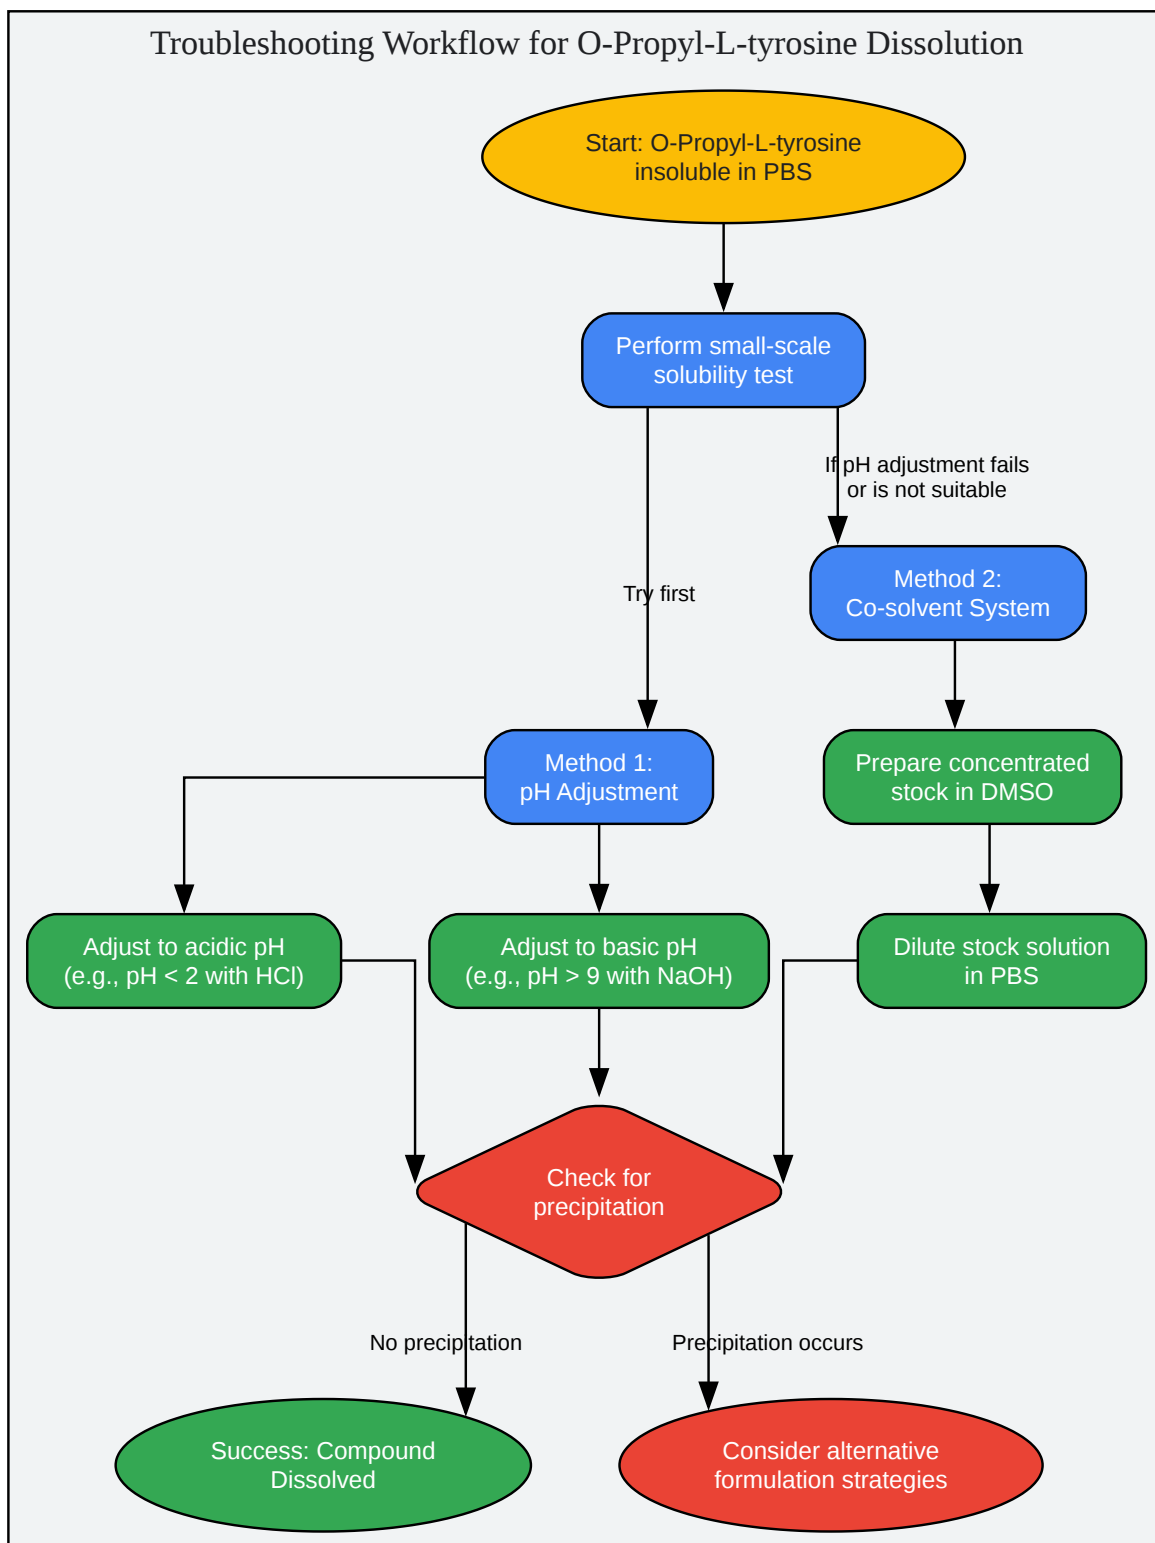 Troubleshooting Workflow for O-Propyl-L-tyrosine Dissolution
Start: O-Propyl-L-tyrosine
insoluble in PBS
Perform small-scale
solubility test
If pH adjustment fails
or is not suitable
Try first
Method 2:
Co-solvent System
Method 1:
pH Adjustment
Prepare concentrated
stock in DMSO
Adjust to acidic pH
(e.g., pH < 2 with HCl)
Adjust to basic pH
(e.g., pH > 9 with NaOH)
Dilute stock solution
in PBS
Check for
precipitation
No precipitation
Precipitation occurs
Success: Compound
Dissolved
Consider alternative
formulation strategies